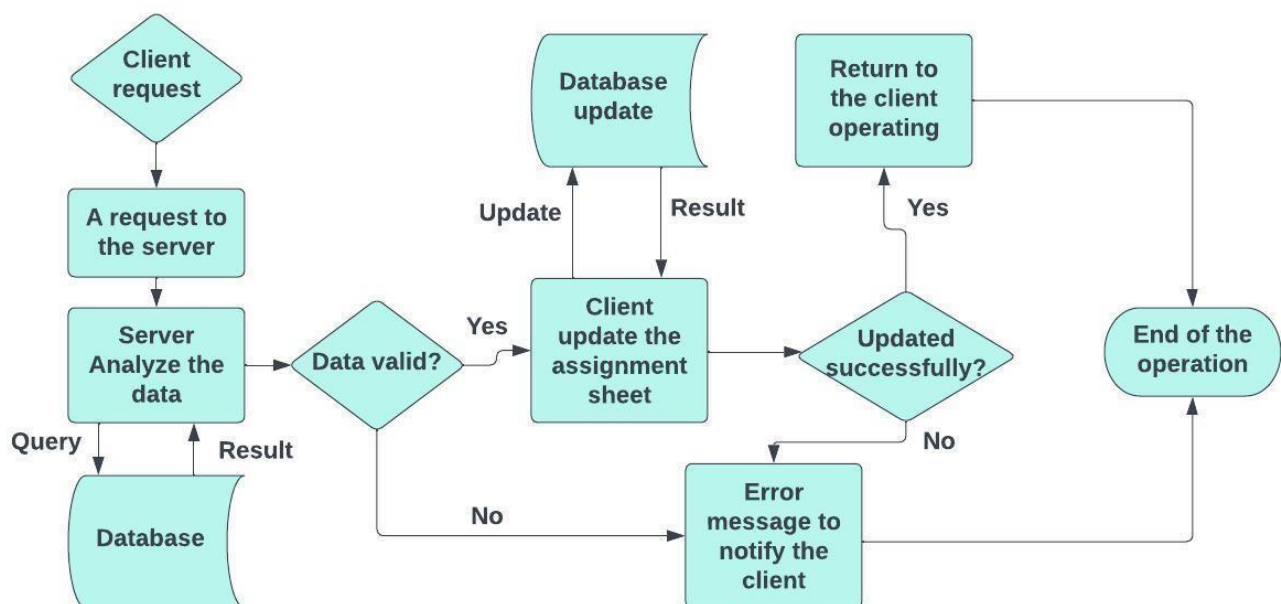 Client
request
A request to
the server
Server
Analyze the
data
Query
Result
Database
Data valid?
Yes
No
Database
update
Update
Result
Client
update the
assignment
sheet
Updated
successfully?
Yes
No
Return to
the client
operating
Error
message to
notify the
client
End of the
operation